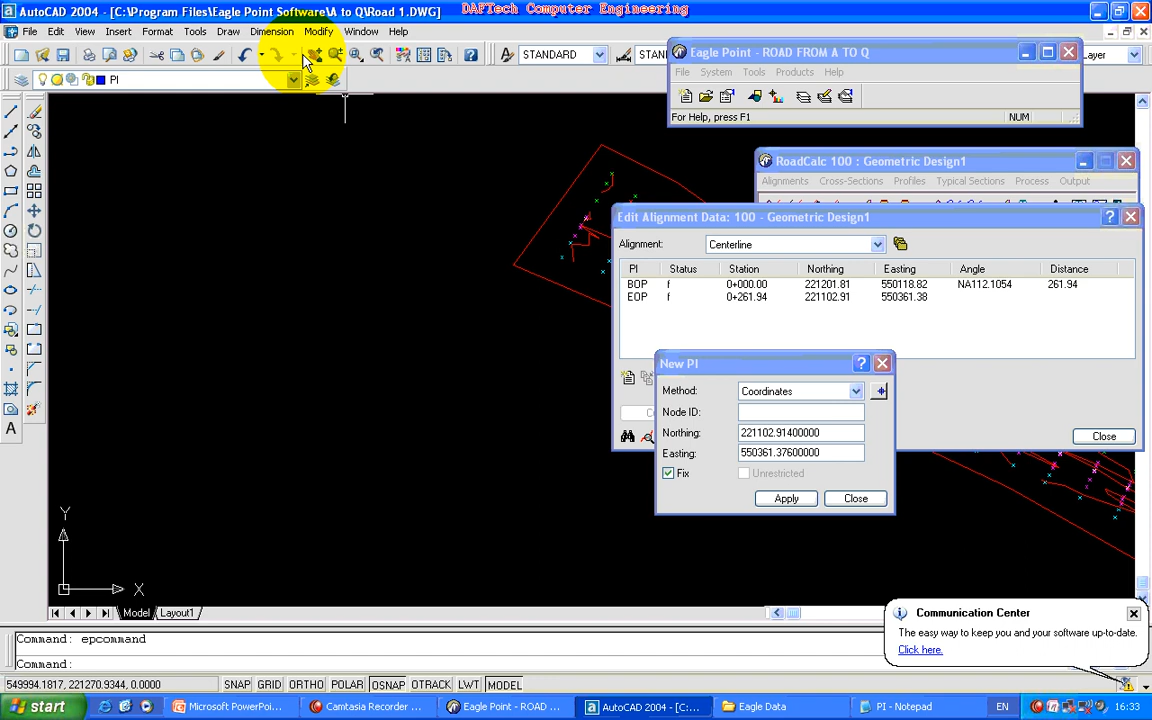 AutoCAD 2004 - [C:\Program Files\Eagle Point Software\A to Q\Road 1.DWG]
DAFTech Computer Engineering
File Edit View Insert Format Tools Draw Dimension Modify Window Help
STANDARD
STAND
Layer
PI
Eagle Point - ROAD FROM A TO Q
File System Tools Products Help
For Help, press F1
NUM
RoadCalc 100 : Geometric Design1
Alignments Cross-Sections Profiles Typical Sections Process Output
Edit Alignment Data: 100 - Geometric Design1
Alignment: Centerline
PI Status Station Northing Easting Angle Distance
BOP f 0+000.00 221201.81 550118.82 NA112.1054 261.94
EOP f 0+261.94 221102.91 550361.38
New PI
Method: Coordinates
Node ID:
Northing: 221102.91400000
Easting: 550361.37600000
Fix
Unrestricted
Apply Close
Close
Y
X
Model Layout1
Command: epcommand
Command:
Communication Center
The easy way to keep you and your software up-to-date.
Click here.
549994.1817, 221270.9344, 0.0000 SNAP GRID ORTHO POLAR OSNAP OTRACK LWT MODEL
start
Microsoft PowerPoi...
Camtasia Recorder ...
Eagle Point - ROAD ...
AutoCAD 2004 - [C:...
Eagle Data
PI - Notepad
EN
16:33